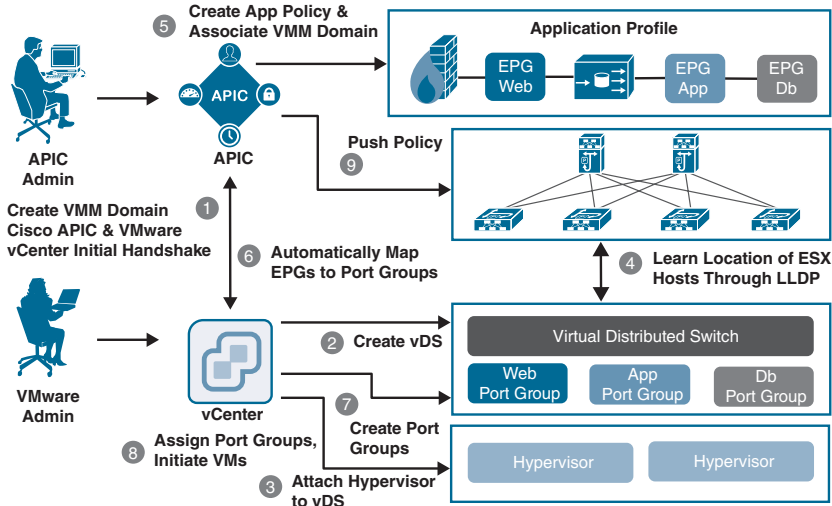 5
Create App Policy &
Associate VMM Domain
Application Profile
EPG
Web
EPG
App
EPG
Db
APIC
APIC
APIC
Admin
9
Push Policy
1
Create VMM Domain
Cisco APIC & VMware
vCenter Initial Handshake
6
Automatically Map
EPGs to Port Groups
4
Learn Location of ESX
Hosts Through LLDP
VMware
Admin
vCenter
2
Create vDS
Virtual Distributed Switch
Web
Port Group
App
Port Group
Db
Port Group
7
Create Port
Groups
8
Assign Port Groups,
Initiate VMs
3
Attach Hypervisor
to vDS
Hypervisor
Hypervisor